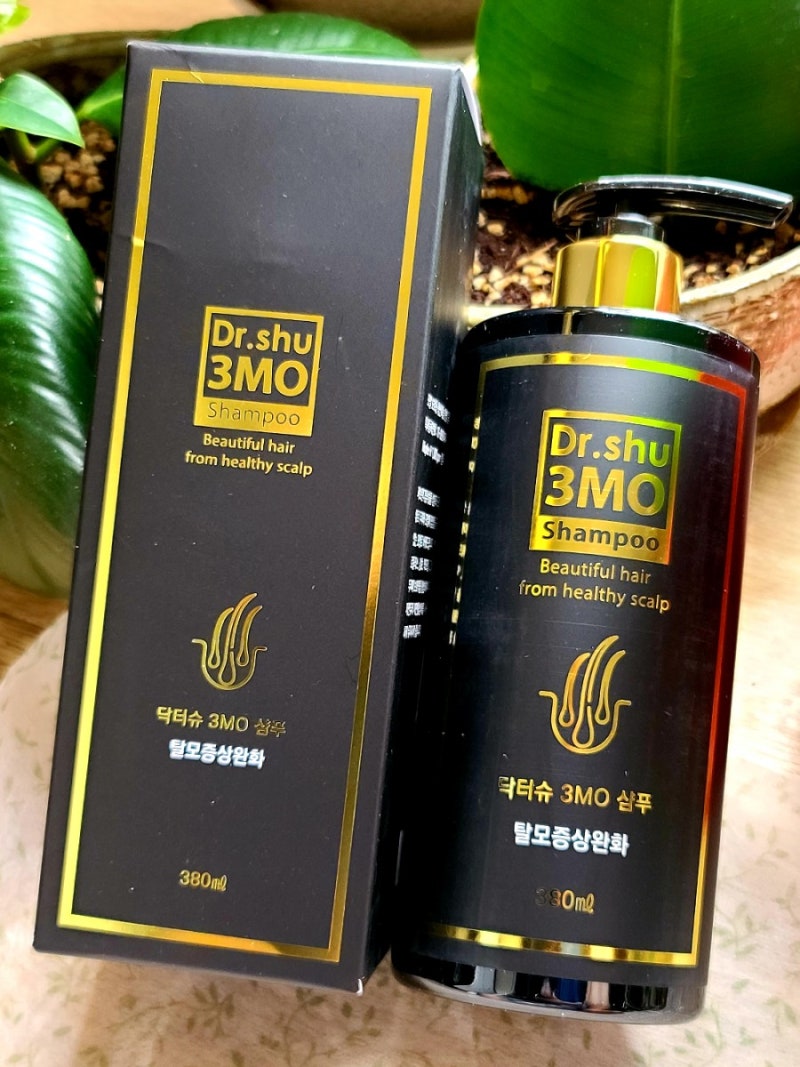 Dr.shu
3MO
Shampoo
Beautiful hair
from healthy scalp
닥터슈 3MO 샴푸
탈모증상완화
380㎖
Dr.shu
3MO
Shampoo
Beautiful hair
from healthy scalp
닥터슈 3MO 샴푸
탈모증상완화
380㎖